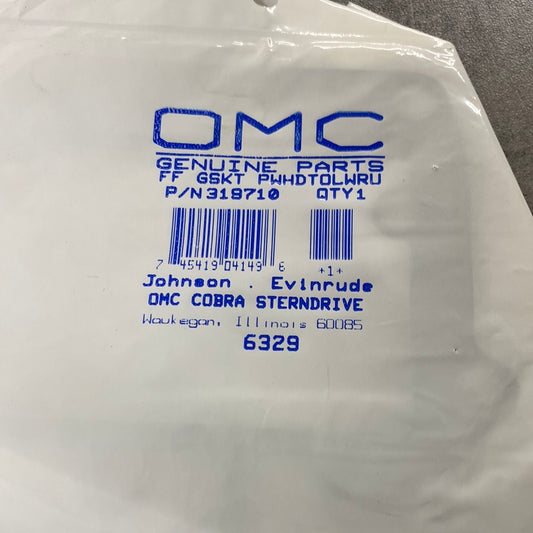 OMC
GENUINE PARTS
FF GSKT PWHDTOLWRU
P/N319710 QTY1
7 45419 04149 6 +1+
Johnson . Evinrude
OMC COBRA STERNDRIVE
Waukegan, Illinois 60085
6329